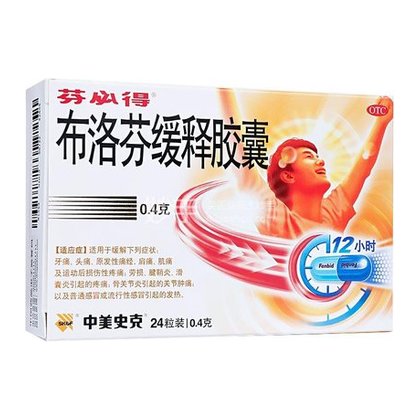 芬必得®
OTC
布洛芬缓释胶囊
0.4克
12小时
Fenbid
【适应症】适用于缓解下列症状:
牙痛、头痛、原发性痛经、肩痛、肌痛
及运动后损伤性疼痛;劳损、腱鞘炎、滑
囊炎引起的疼痛;骨关节炎引起的关节肿痛;
以及普通感冒或流行性感冒引起的发热。
中美史克 24粒装|0.4克